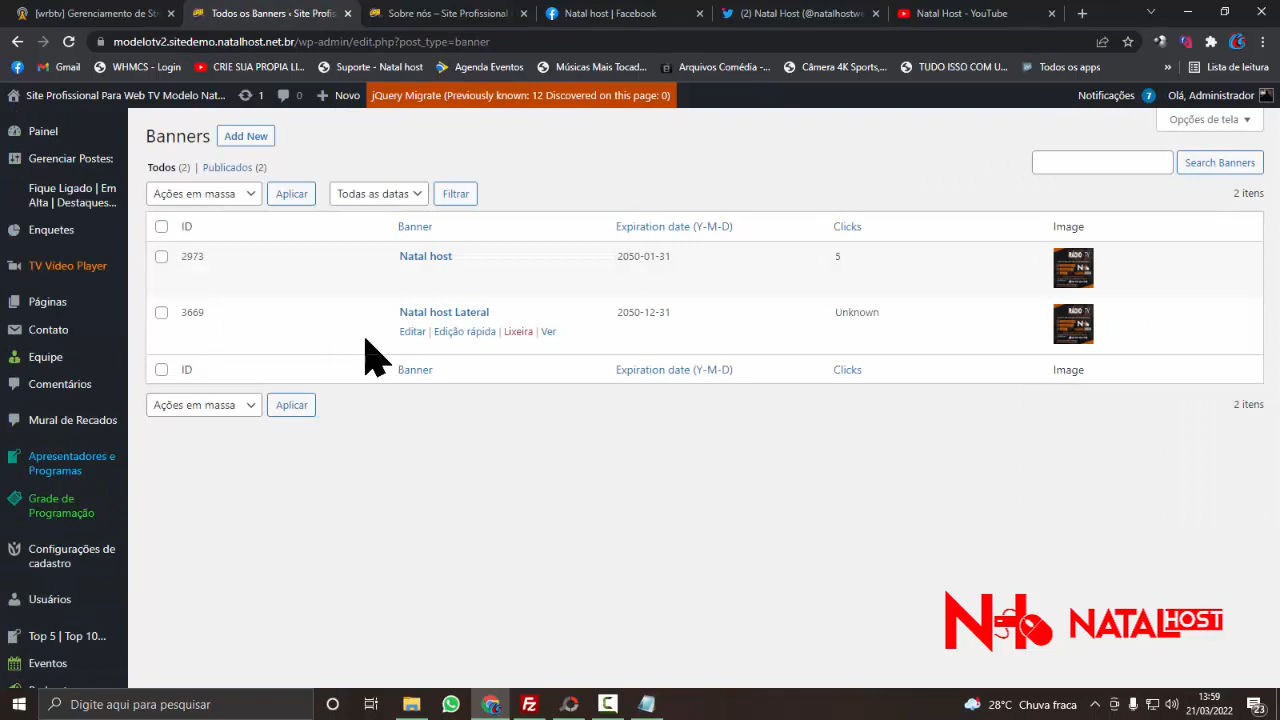 (wrbtv) Gerenciamento de Str
Todos os Banners ‹ Site Profissio
Sobre nós – Site Profissional
Natal host | Facebook
(2) Natal Host (@natalhostwe
Natal Host - YouTube
modelotv2.sitedemo.natalhost.net.br/wp-admin/edit.php?post_type=banner
Gmail
WHMCS - Login
CRIE SUA PROPIA LI...
Suporte - Natal host
Agenda Eventos
Músicas Mais Tocad...
Arquivos Comédia -...
Câmera 4K Sports,...
TUDO ISSO COM U...
Todos os apps
Lista de leitura
Site Profissional Para Web TV Modelo Nat...
1
0
Novo
jQuery Migrate (Previously known: 12 Discovered on this page: 0)
Notificações 7
Olá, Administrador
Painel
Gerenciar Postes:
Fique Ligado | Em
Alta | Destaques...
Enquetes
TV Vídeo Player
Páginas
Contato
Equipe
Comentários
Mural de Recados
Apresentadores e
Programas
Grade de
Programação
Configurações de
cadastro
Usuários
Top 5 | Top 10...
Eventos
Banners
Add New
Opções de tela
Todos (2) | Publicados (2)
Search Banners
Ações em massa
Aplicar
Todas as datas
Filtrar
2 itens
ID Banner Expiration date (Y-M-D) Clicks Image
2973 Natal host 2050-01-31 5
RÁDIO TV
3669 Natal host Lateral 2050-12-31 Unknown
RÁDIO TV
Editar | Edição rápida | Lixeira | Ver
ID Banner Expiration date (Y-M-D) Clicks Image
Ações em massa
Aplicar
2 itens
NATALHOST
Digite aqui para pesquisar
28°C Chuva fraca
13:59
21/03/2022
23